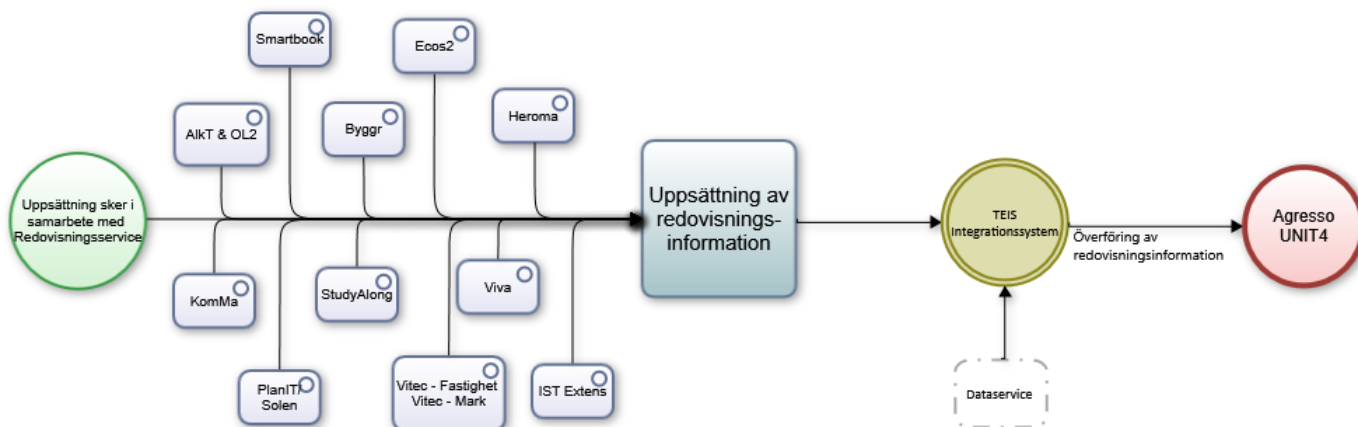 Smartbook
Ecos2
Heroma
AlkT & OL2
Byggr
Uppsättning sker i
samarbete med
Redovisningsservice
Uppsättning av
redovisnings-
information
TEIS
Integrationssystem
Överföring av
redovisningsinformation
Agresso
UNIT4
KomMa
StudyAlong
Viva
PlanIT/
Solen
Vitec - Fastighet
Vitec - Mark
IST Extens
Dataservice